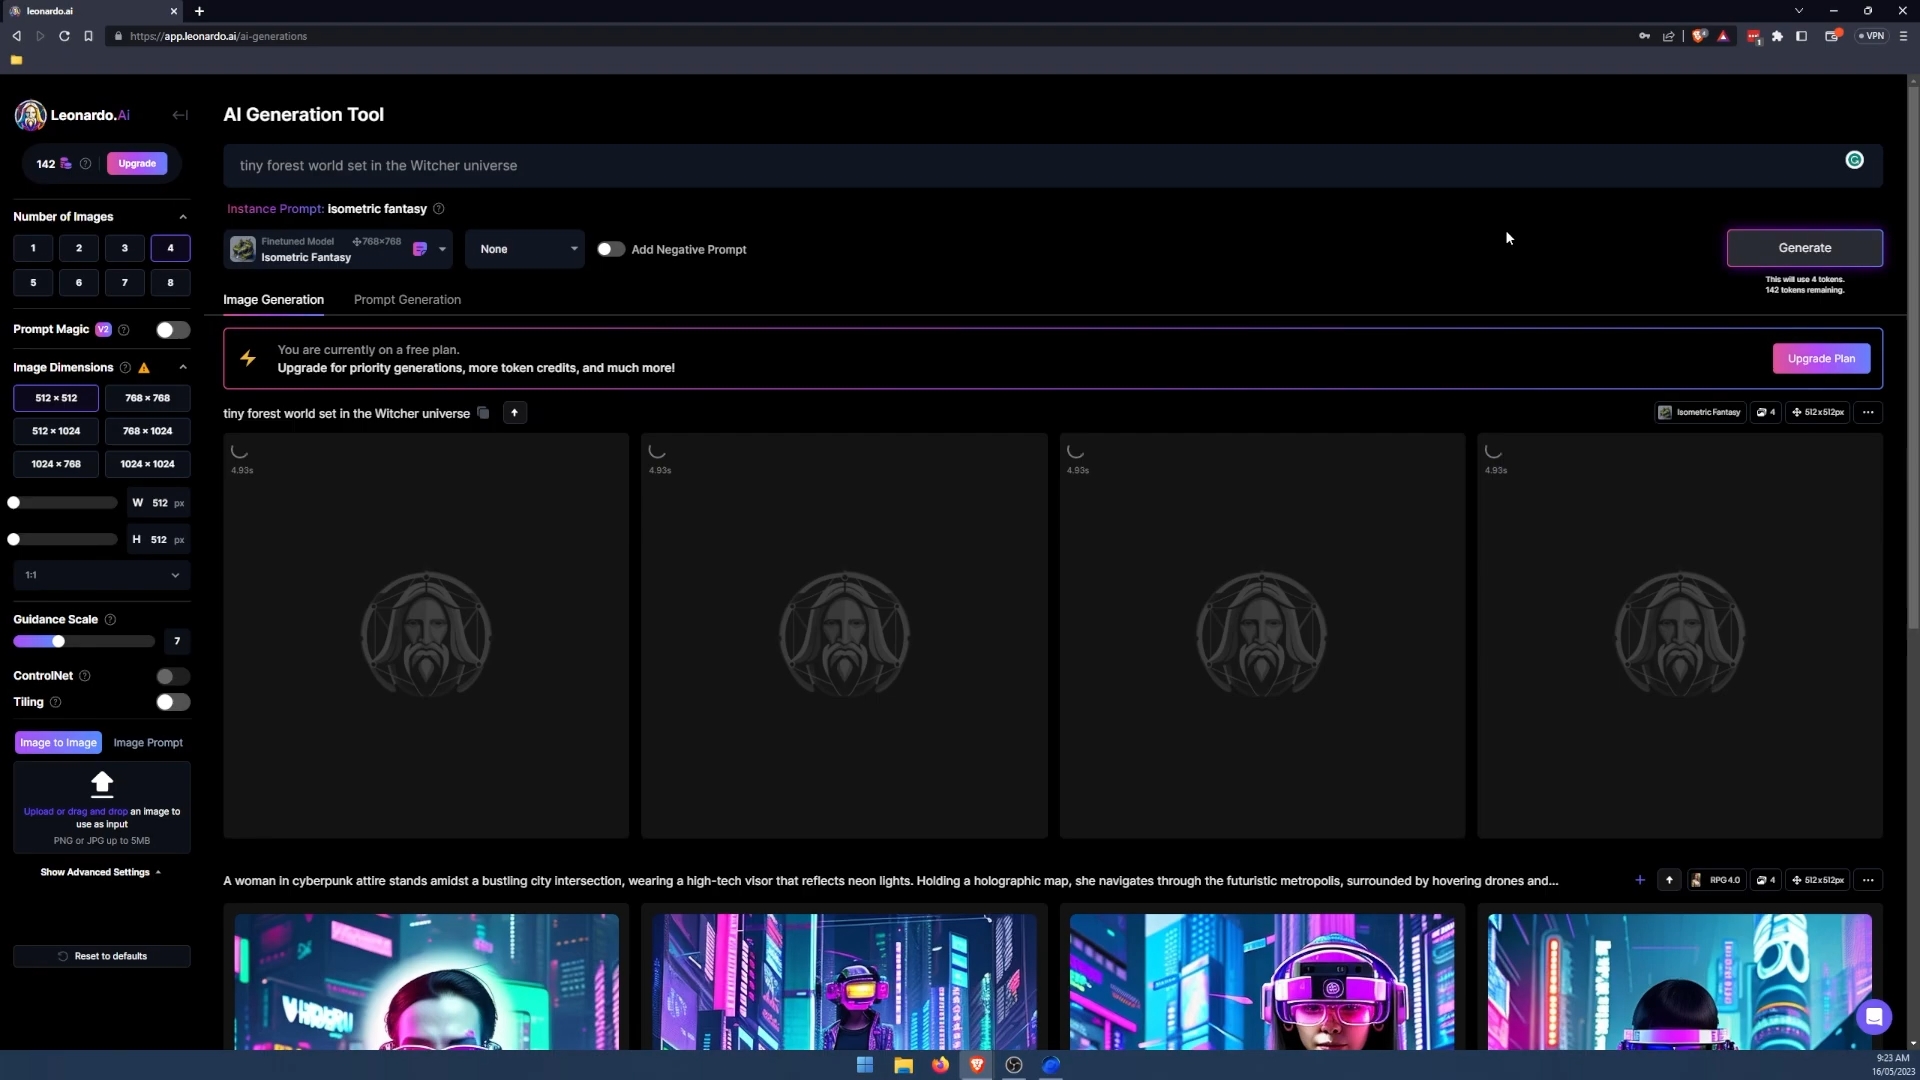 leonardo.ai
https://app.leonardo.ai/ai-generations
1
VPN
Leonardo.Ai
AI Generation Tool
142
Upgrade
tiny forest world set in the Witcher universe
Instance Prompt: isometric fantasy
Finetuned Model
768×768
Isometric Fantasy
None
Add Negative Prompt
Generate
This will use 4 tokens.
142 tokens remaining.
Number of Images
1
2
3
4
5
6
7
8
Prompt Magic V2
Image Dimensions
512 × 512
768 × 768
512 × 1024
768 × 1024
1024 × 768
1024 × 1024
W 512 px
H 512 px
1:1
Guidance Scale
7
ControlNet
Tiling
Image to Image
Image Prompt
Upload or drag and drop an image to
use as input
PNG or JPG up to 5MB
Show Advanced Settings
Reset to defaults
Image Generation
Prompt Generation
You are currently on a free plan.
Upgrade for priority generations, more token credits, and much more!
Upgrade Plan
tiny forest world set in the Witcher universe
Isometric Fantasy
4
512x512px
4.93s
4.93s
4.93s
4.93s
A woman in cyberpunk attire stands amidst a bustling city intersection, wearing a high-tech visor that reflects neon lights. Holding a holographic map, she navigates through the futuristic metropolis, surrounded by hovering drones and...
RPG 4.0
4
512x512px
9:23 AM
16/05/2023